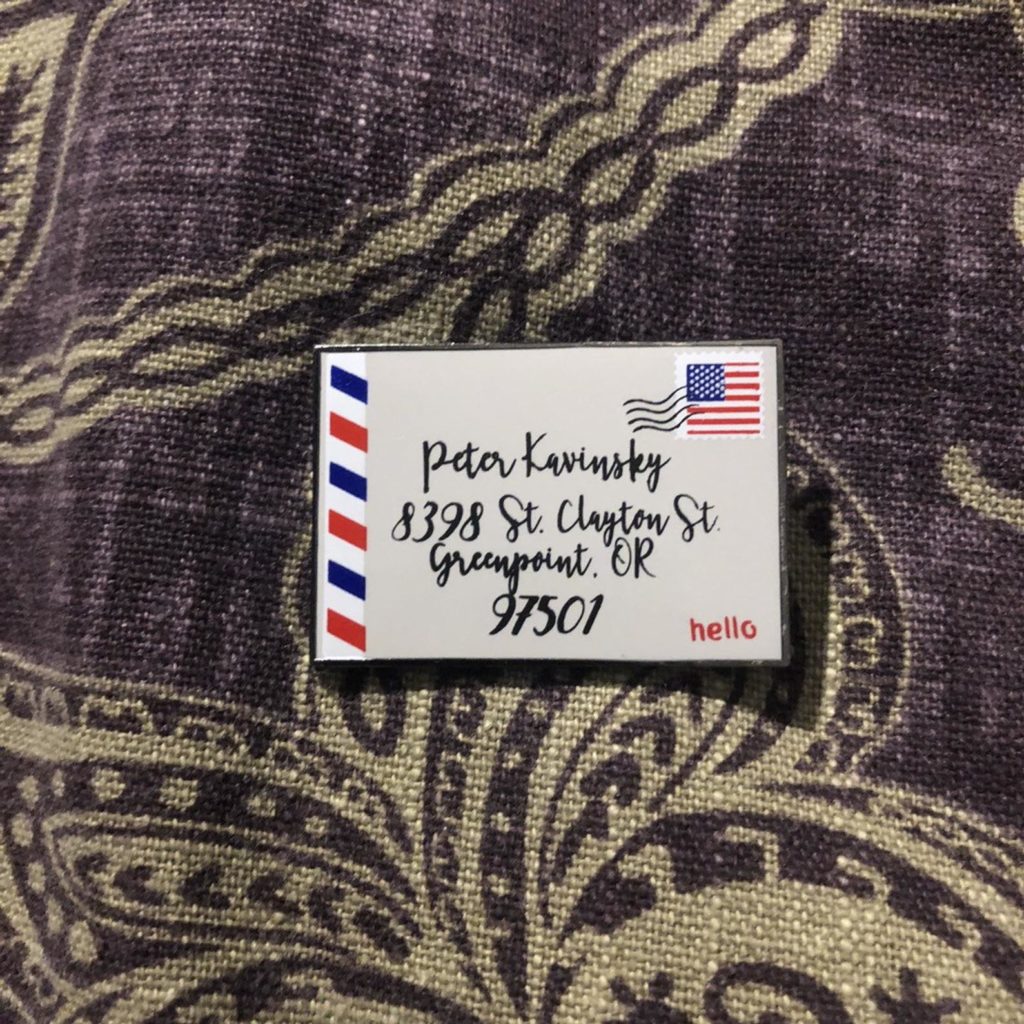 Peter Kavinsky
8398 St. Clayton St.
Greenpoint, OR
97501
hello